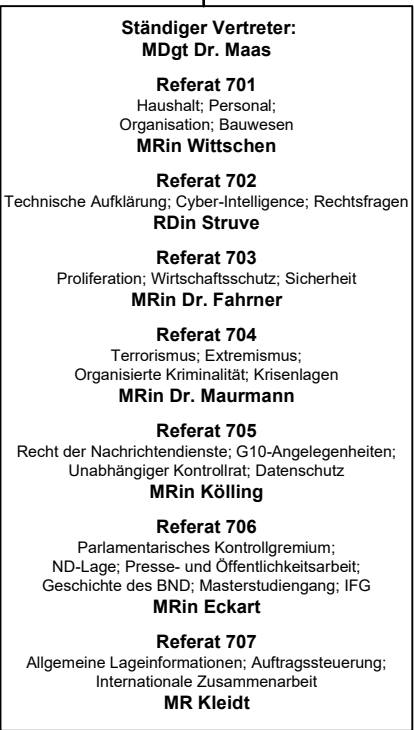 Ständiger Vertreter:
MDgt Dr. Maas
Referat 701
Haushalt; Personal;
Organisation; Bauwesen
MRin Wittschen
Referat 702
Technische Aufklärung; Cyber-Intelligence; Rechtsfragen
RDin Struve
Referat 703
Proliferation; Wirtschaftsschutz; Sicherheit
MRin Dr. Fahrner
Referat 704
Terrorismus; Extremismus;
Organisierte Kriminalität; Krisenlagen
MRin Dr. Maurmann
Referat 705
Recht der Nachrichtendienste; G10-Angelegenheiten;
Unabhängiger Kontrollrat; Datenschutz
MRin Kölling
Referat 706
Parlamentarisches Kontrollgremium;
ND-Lage; Presse- und Öffentlichkeitsarbeit;
Geschichte des BND; Masterstudiengang; IFG
MRin Eckart
Referat 707
Allgemeine Lageinformationen; Auftragssteuerung;
Internationale Zusammenarbeit
MR Kleidt